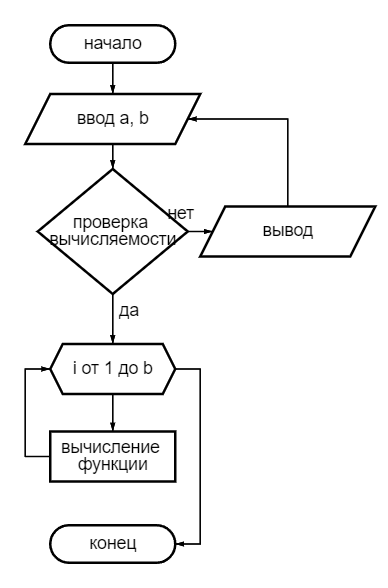 начало
ввод a, b
нет
проверка
вычисляемости
вывод
да
i от 1 до b
вычисление
функции
конец